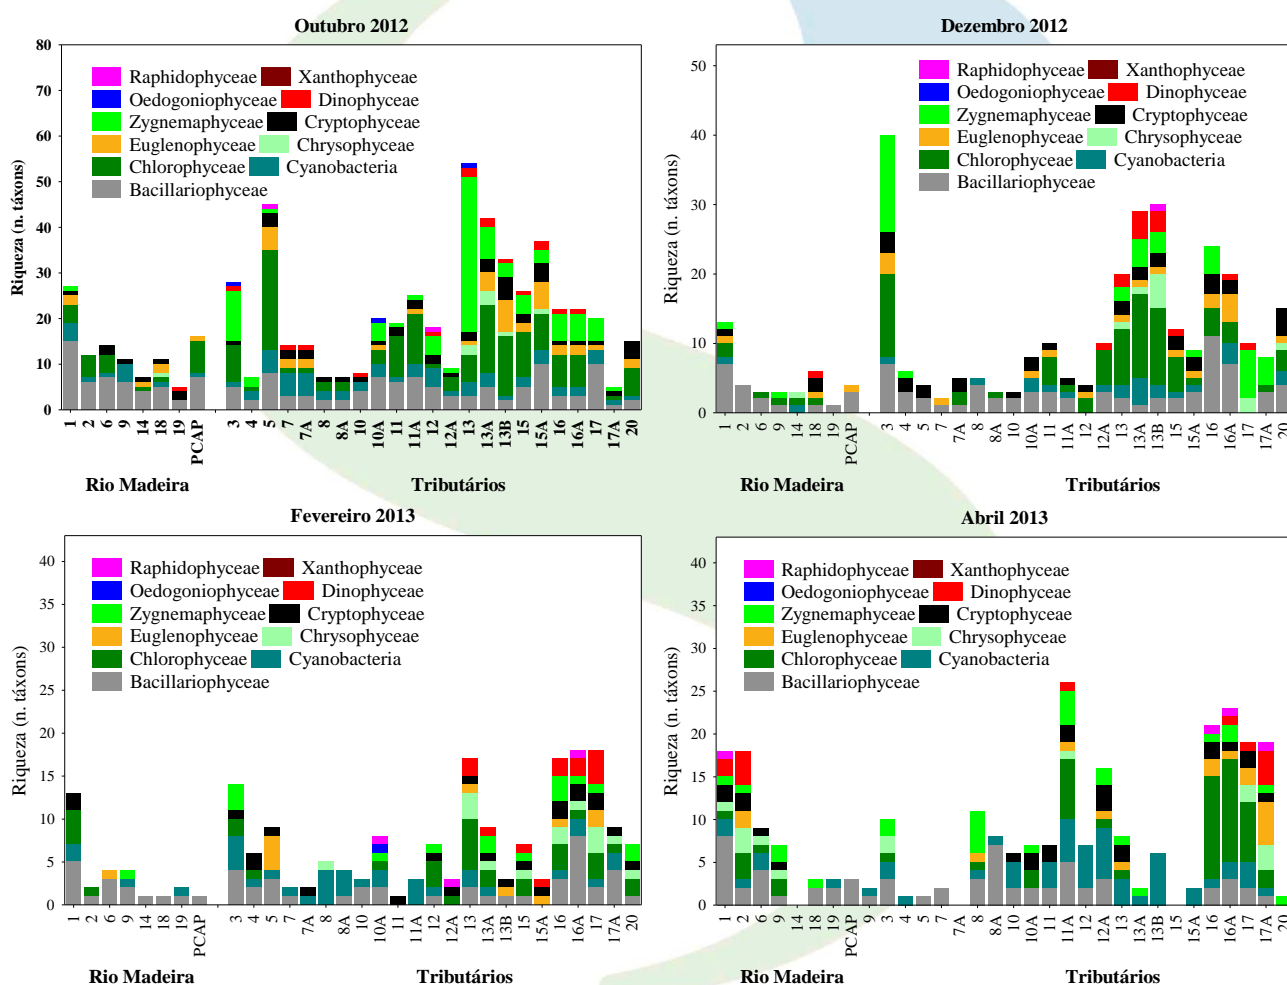 Outubro 2012
80
70
60
50
40
30
20
10
0
Riqueza (n. táxons)
Raphidophyceae Xanthophyceae
Oedogoniophyceae Dinophyceae
Zygnemaphyceae Cryptophyceae
Euglenophyceae Chrysophyceae
Chlorophyceae Cyanobacteria
Bacillariophyceae
1 2 6 9 14 18 19 PCAP 3 4 5 7 7A 8 8A 10 10A 11 11A 12 12A 13 13A 13B 15 15A 16 16A 17 17A 20
Rio Madeira Tributários
Dezembro 2012
50
40
30
20
10
0
Riqueza (n. táxons)
Raphidophyceae Xanthophyceae
Oedogoniophyceae Dinophyceae
Zygnemaphyceae Cryptophyceae
Euglenophyceae Chrysophyceae
Chlorophyceae Cyanobacteria
Bacillariophyceae
1 2 6 9 14 18 19 PCAP 3 4 5 7 7A 8 8A 10 10A 11 11A 12 12A 13 13A 13B 15 15A 16 16A 17 17A 20
Rio Madeira Tributários
Fevereiro 2013
40
35
30
25
20
15
10
5
0
Riqueza (n. táxons)
Raphidophyceae Xanthophyceae
Oedogoniophyceae Dinophyceae
Zygnemaphyceae Cryptophyceae
Euglenophyceae Chrysophyceae
Chlorophyceae Cyanobacteria
Bacillariophyceae
1 2 6 9 14 18 19 PCAP 3 4 5 7 7A 8 8A 10 10A 11 11A 12 12A 13 13A 13B 15 15A 16 16A 17 17A 20
Rio Madeira Tributários
Abril 2013
40
35
30
25
20
15
10
5
0
Riqueza (n. táxons)
Raphidophyceae Xanthophyceae
Oedogoniophyceae Dinophyceae
Zygnemaphyceae Cryptophyceae
Euglenophyceae Chrysophyceae
Chlorophyceae Cyanobacteria
Bacillariophyceae
1 2 6 9 14 18 19 PCAP 3 4 5 7 7A 8 8A 10 10A 11 11A 12 12A 13 13A 13B 15 15A 16 16A 17 17A 20
Rio Madeira Tributários